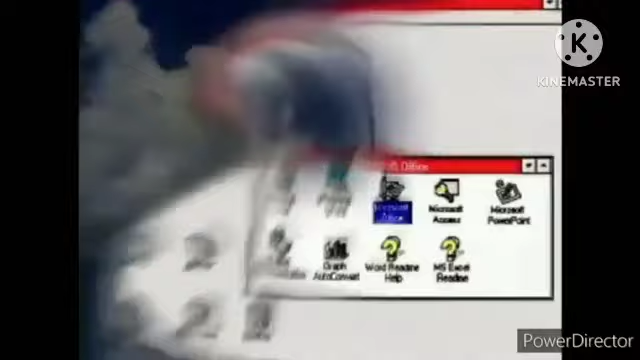 KINEMASTER
Office
Microsoft
Office
Microsoft
Access
Microsoft
PowerPoint
Graph
AutoConvert
Word Readme
Help
MS Excel
Readme
PowerDirector